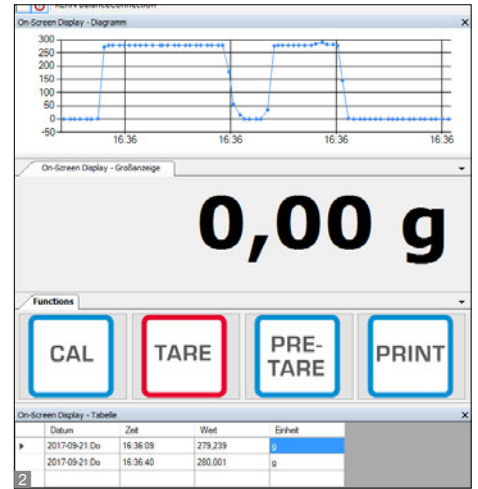 KERN BalanceConnection
On-Screen Display - Diagramm
300
250
200
150
100
50
0
-50
16:36 16:36 16:36 16:36
On-Screen Display - Großanzeige
0,00 g
Functions
CAL TARE PRE-TARE PRINT
On-Screen Display - Tabelle
Datum Zeit Wert Einheit
2017-09-21:Do 16:36:09 279,239 g
2017-09-21:Do 16:36:40 280,001 g
2